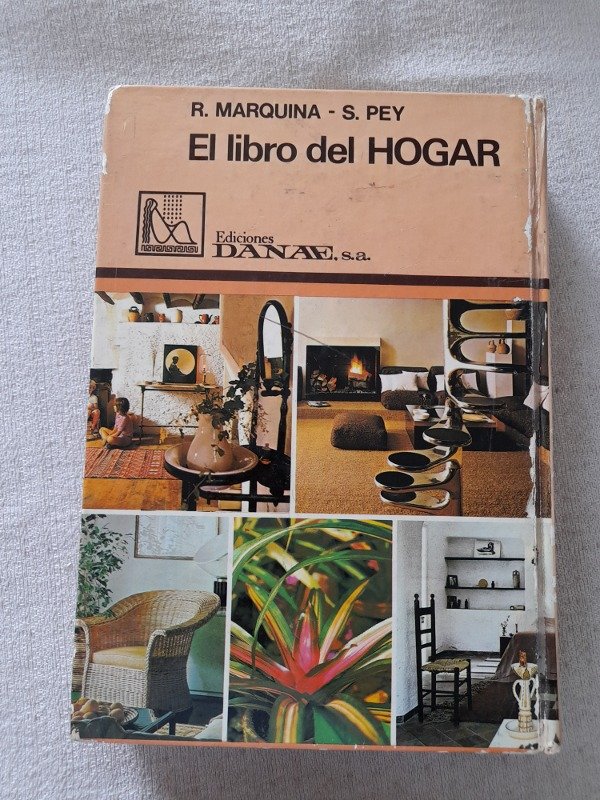 R. MARQUINA - S. PEY
El libro del HOGAR
Ediciones
DANAE, s.a.